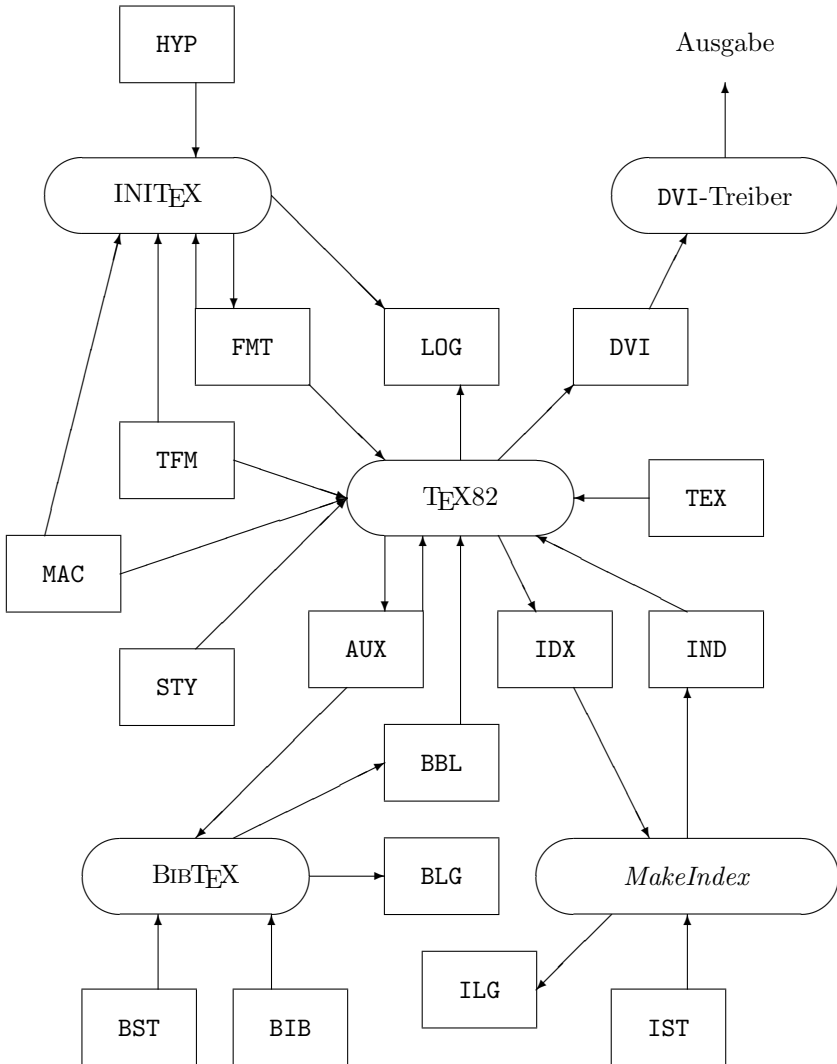 HYP
Ausgabe
INITEX
DVI-Treiber
FMT
LOG
DVI
TFM
TEX82
TEX
MAC
AUX
IDX
IND
STY
BBL
BIBTEX
BLG
MakeIndex
ILG
BST
BIB
IST